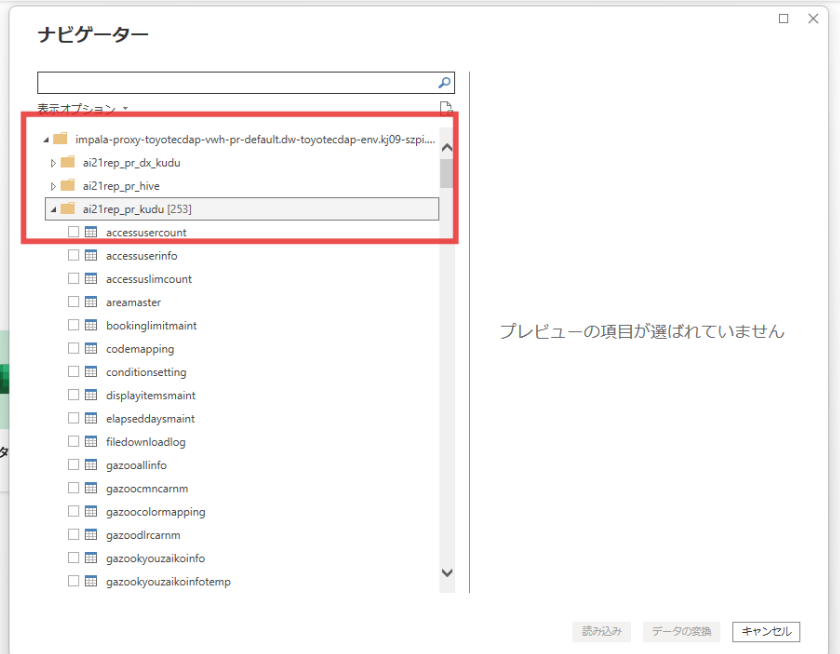 ナビゲーター
表示オプション
impala-proxy-toyotecdap-vwh-pr-default.dw-toyotecdap-env.kj09-szpi....
ai21rep_pr_dx_kudu
ai21rep_pr_hive
ai21rep_pr_kudu [253]
accessusercount
accessuserinfo
accessuslimcount
areamaster
bookinglimitmaint
codemapping
conditionsetting
displayitemsmaint
elapseddaysmaint
filedownloadlog
gazooallinfo
gazoocmncarnm
gazoocolormapping
gazoodlrcarnm
gazookyouzaikoinfo
gazookyouzaikoinfotemp
プレビューの項目が選ばれていません
タ
読み込み
データの変換
キャンセル